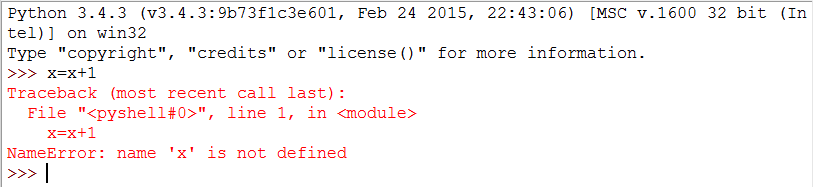 Python 3.4.3 (v3.4.3:9b73f1c3e601, Feb 24 2015, 22:43:06) [MSC v.1600 32 bit (In
tel)] on win32
Type "copyright", "credits" or "license()" for more information.
>>> x=x+1
Traceback (most recent call last):
  File "<pyshell#0>", line 1, in <module>
    x=x+1
NameError: name 'x' is not defined
>>>